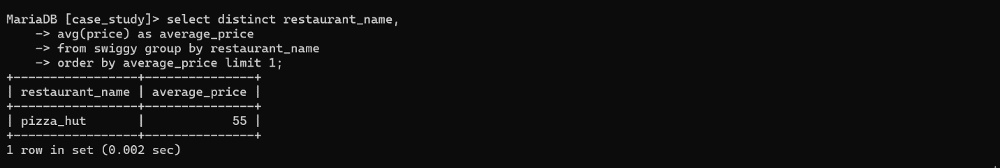 MariaDB [case_study]> select distinct restaurant_name,
    -> avg(price) as average_price
    -> from swiggy group by restaurant_name
    -> order by average_price limit 1;
+-----------------+---------------+
| restaurant_name | average_price |
+-----------------+---------------+
| pizza_hut       |            55 |
+-----------------+---------------+
1 row in set (0.002 sec)